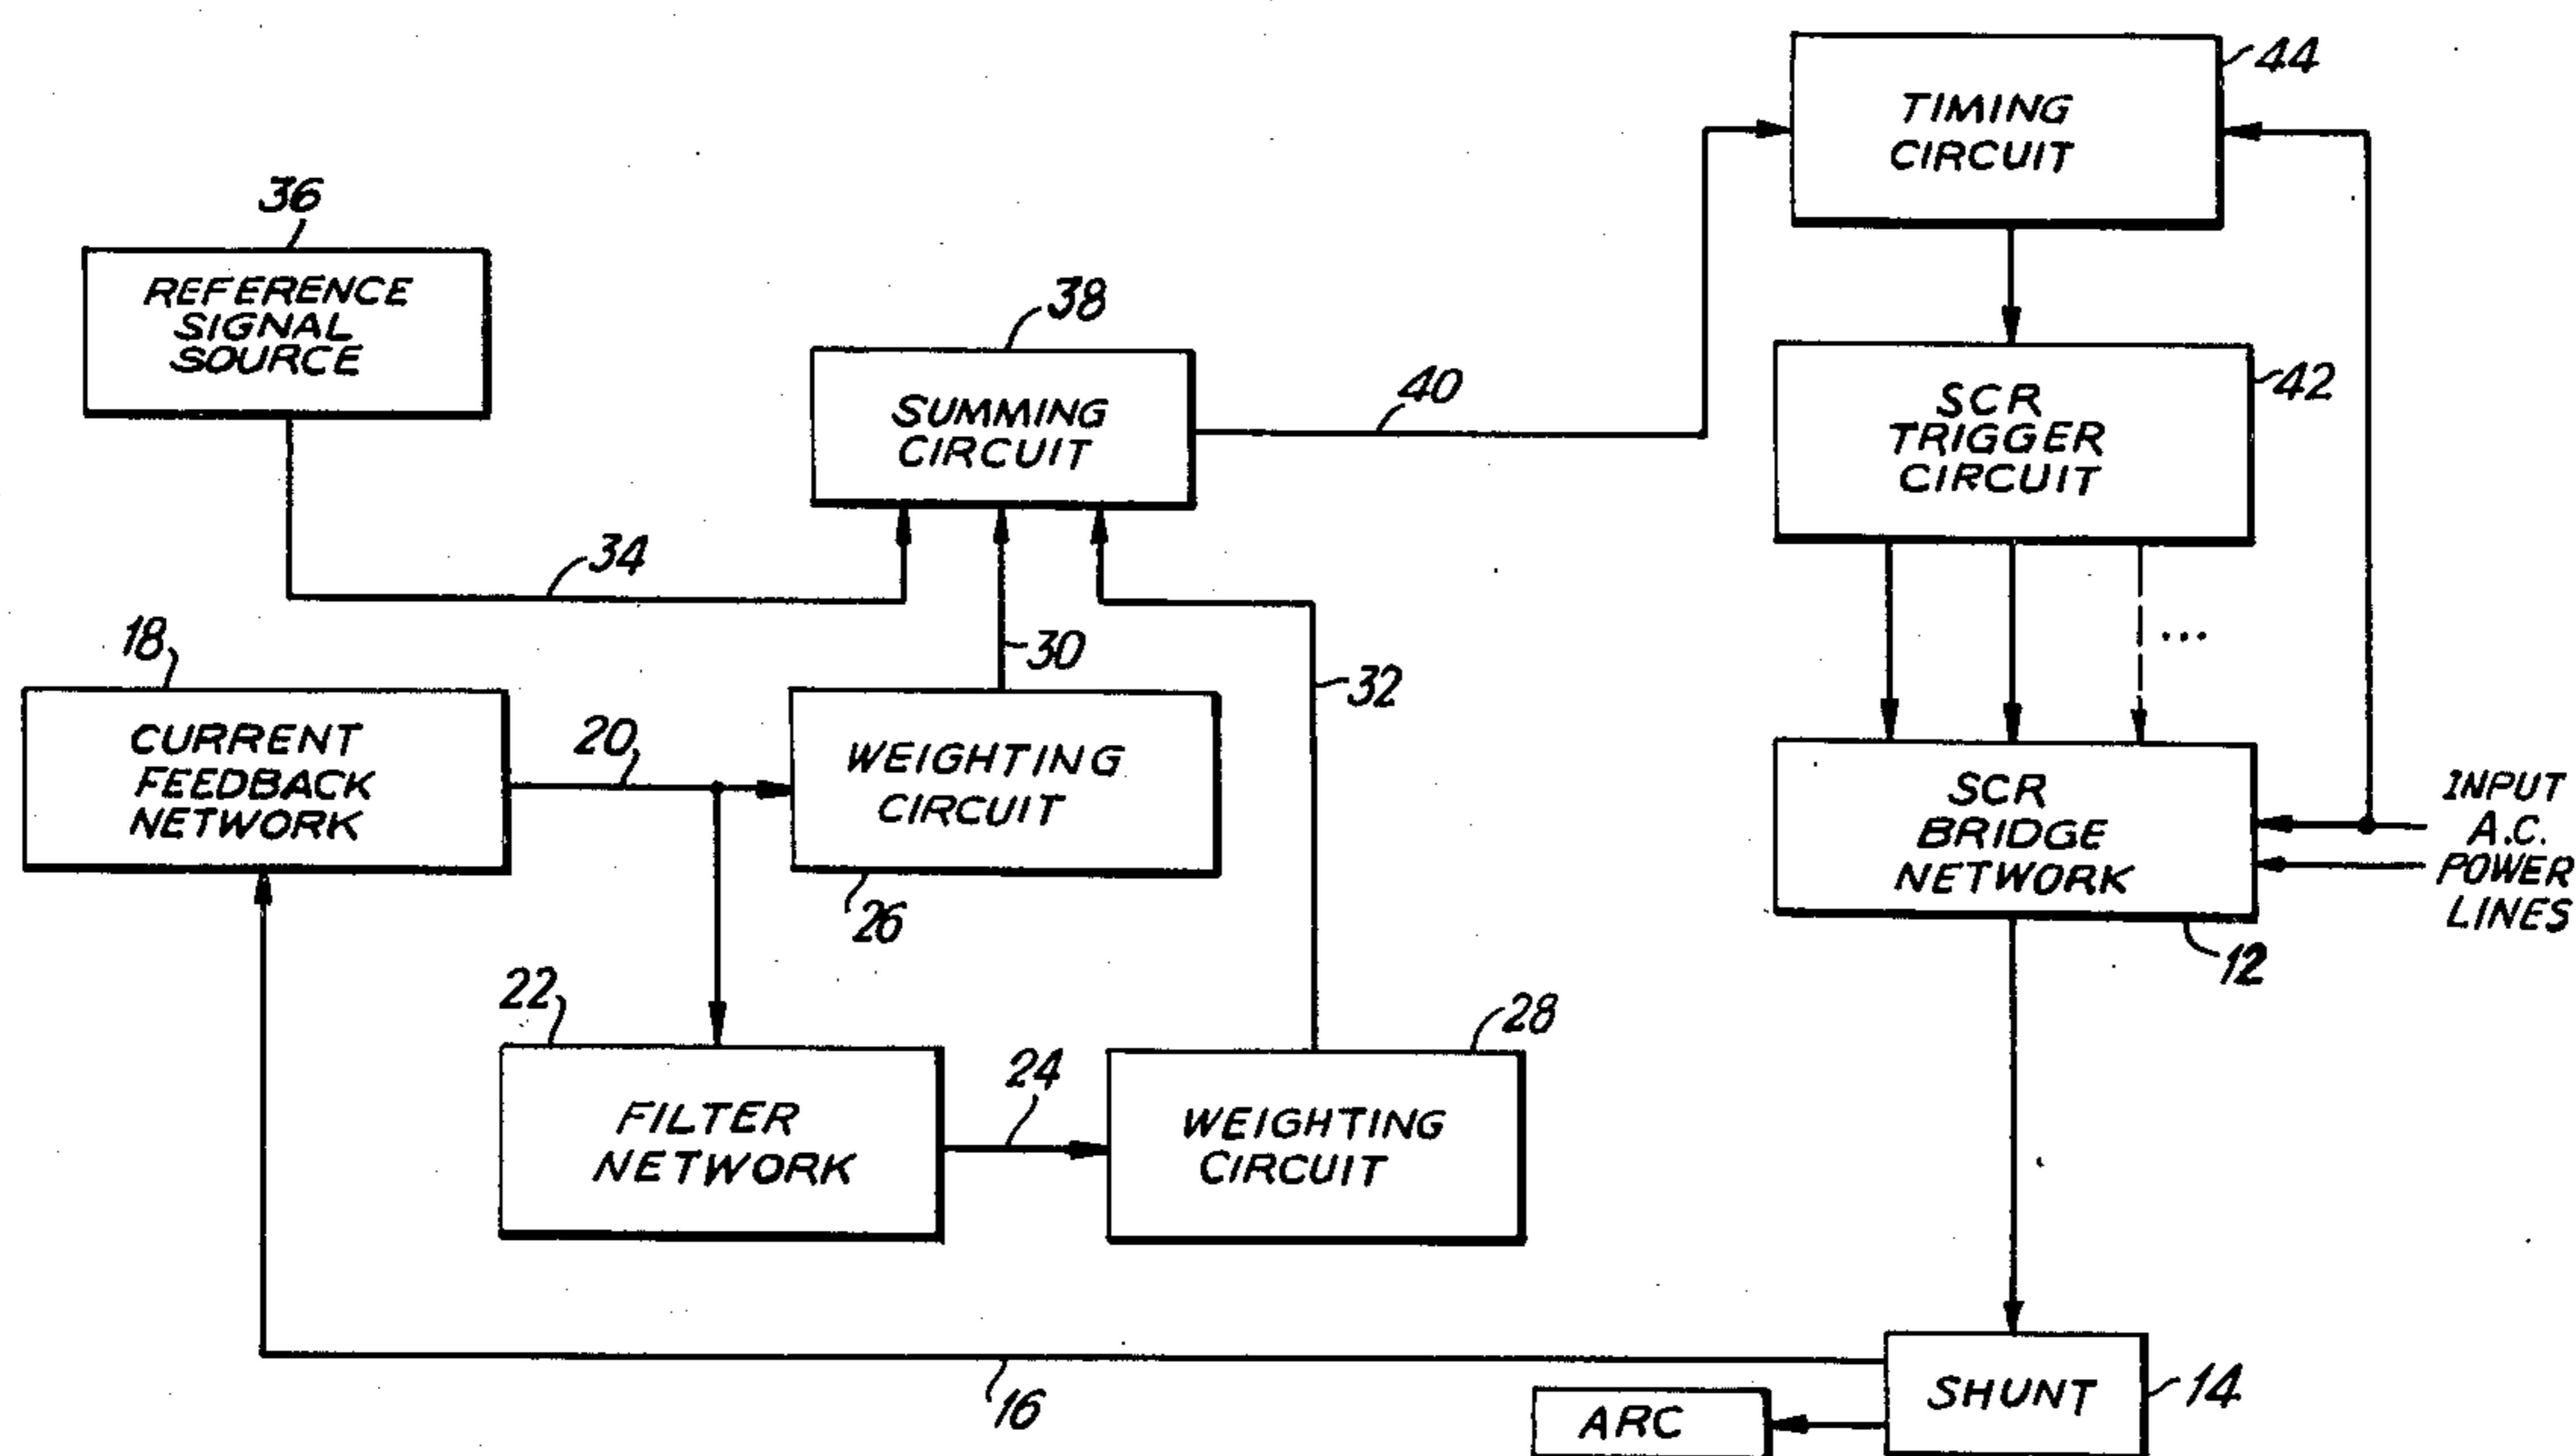 44
TIMING
CIRCUIT
36
REFERENCE
SIGNAL
SOURCE
38
SUMMING
CIRCUIT
40
42
SCR
TRIGGER
CIRCUIT
34
18
30
32
...
CURRENT
FEEDBACK
NETWORK
20
WEIGHTING
CIRCUIT
26
SCR
BRIDGE
NETWORK
12
INPUT
A.C.
POWER
LINES
22
FILTER
NETWORK
24
28
WEIGHTING
CIRCUIT
16
ARC
SHUNT
14